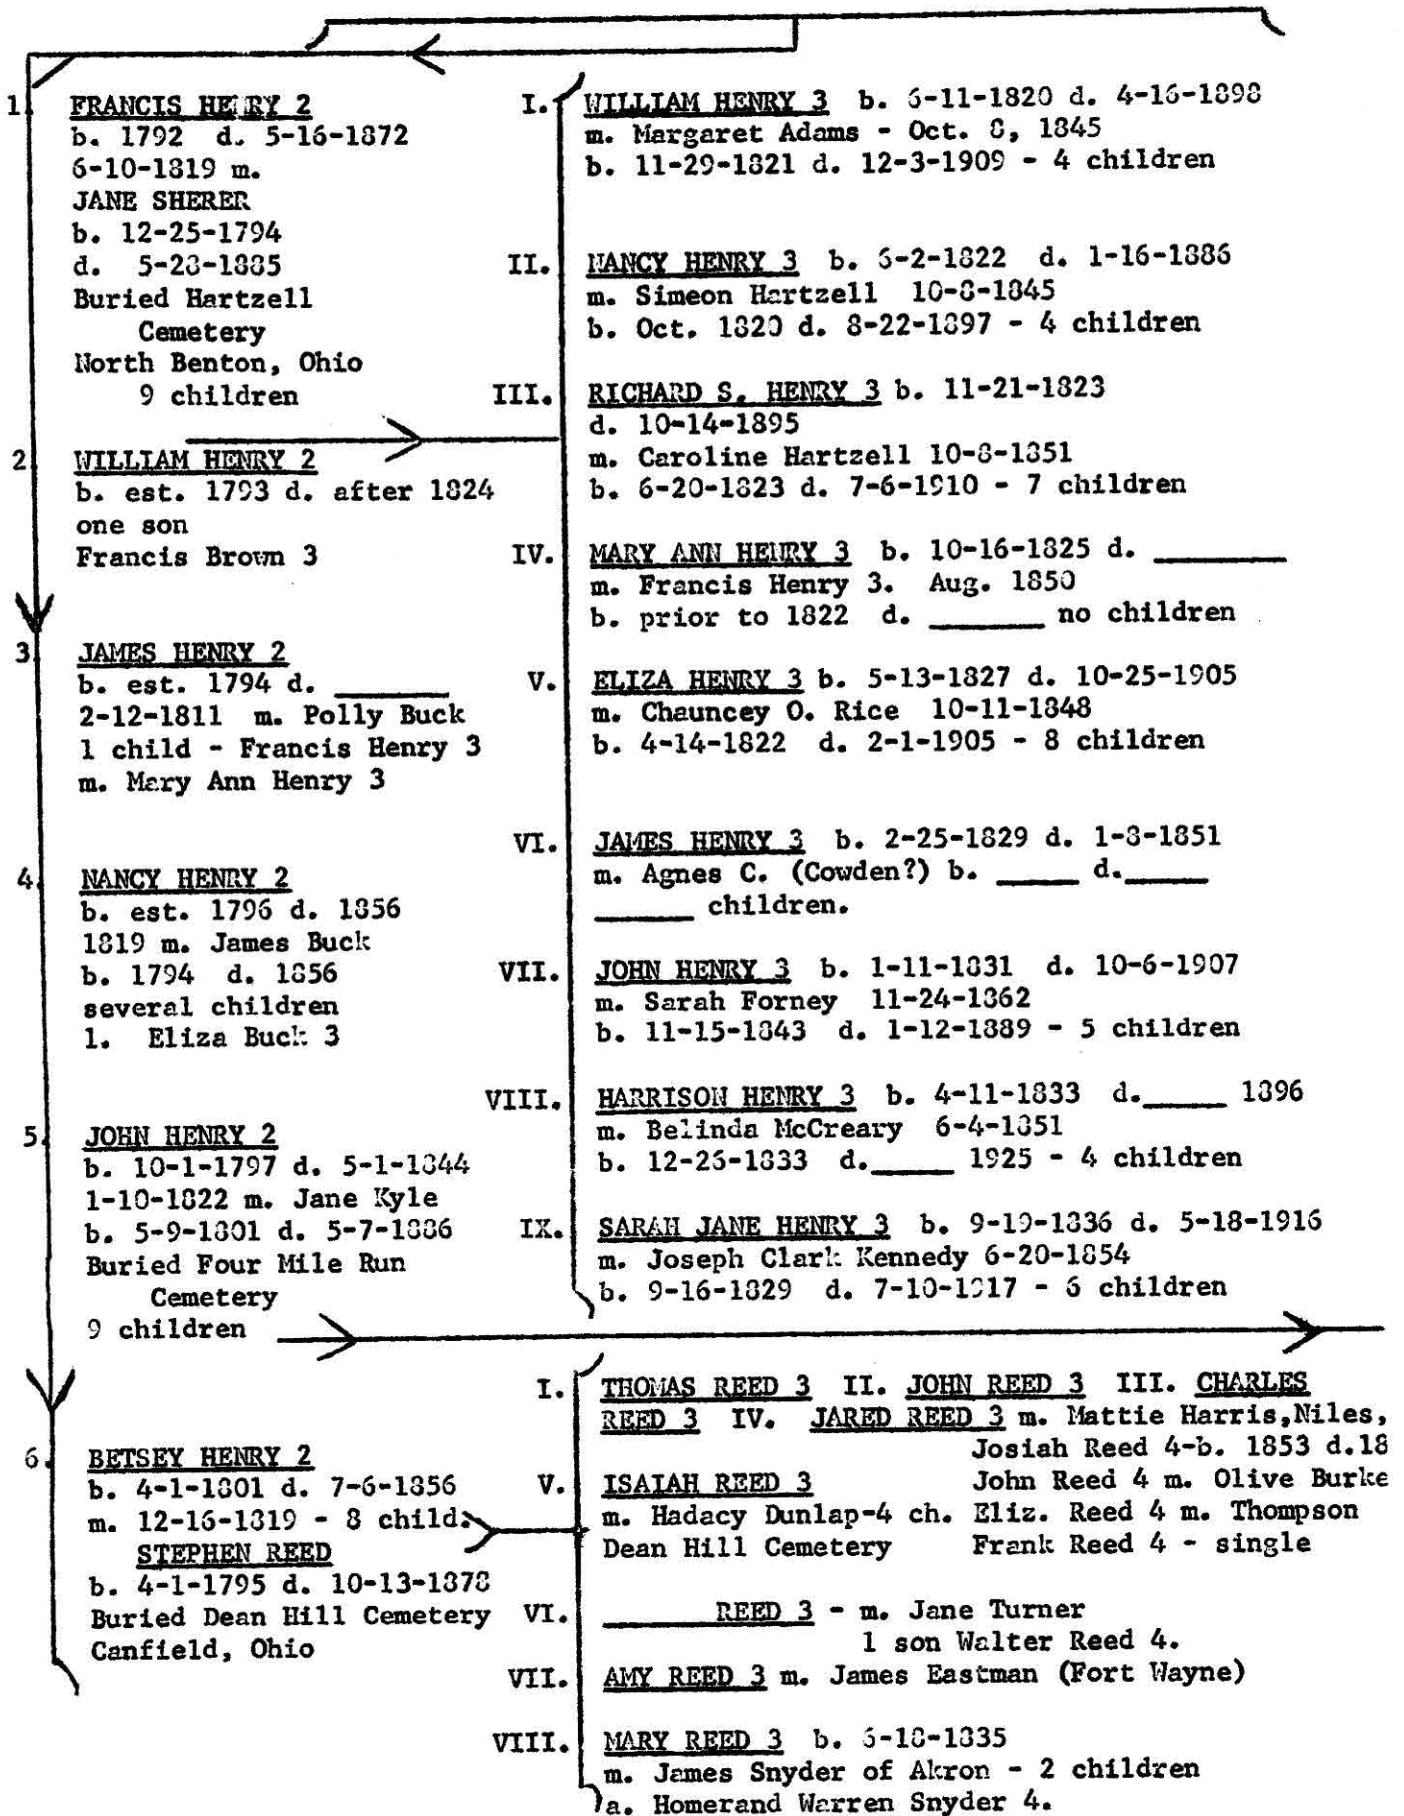 1. FRANCIS HENRY 2
b. 1792 d. 5-16-1872
6-10-1819 m.
JANE SHERER
b. 12-25-1794
d. 5-28-1885
Buried Hartzell
Cemetery
North Benton, Ohio
9 children
2. WILLIAM HENRY 2
b. est. 1793 d. after 1824
one son
Francis Brown 3
3. JAMES HENRY 2
b. est. 1794 d. ______
2-12-1811 m. Polly Buck
1 child - Francis Henry 3
m. Mary Ann Henry 3
4. NANCY HENRY 2
b. est. 1796 d. 1856
1819 m. James Buck
b. 1794 d. 1856
several children
1. Eliza Buck 3
5. JOHN HENRY 2
b. 10-1-1797 d. 5-1-1844
1-10-1822 m. Jane Kyle
b. 5-9-1801 d. 5-7-1886
Buried Four Mile Run
Cemetery
9 children
6. BETSEY HENRY 2
b. 4-1-1801 d. 7-6-1856
m. 12-16-1819 - 8 child.
STEPHEN REED
b. 4-1-1795 d. 10-13-1878
Buried Dean Hill Cemetery
Canfield, Ohio
I. WILLIAM HENRY 3 b. 6-11-1820 d. 4-16-1898
m. Margaret Adams - Oct. 8, 1845
b. 11-29-1821 d. 12-3-1909 - 4 children
II. NANCY HENRY 3 b. 6-2-1822 d. 1-16-1886
m. Simeon Hartzell 10-8-1845
b. Oct. 1820 d. 8-22-1897 - 4 children
III. RICHARD S. HENRY 3 b. 11-21-1823
d. 10-14-1895
m. Caroline Hartzell 10-8-1851
b. 6-20-1823 d. 7-6-1910 - 7 children
IV. MARY ANN HENRY 3 b. 10-16-1825 d. ______
m. Francis Henry 3. Aug. 1850
b. prior to 1822 d. ______ no children
V. ELIZA HENRY 3 b. 5-13-1827 d. 10-25-1905
m. Chauncey O. Rice 10-11-1848
b. 4-14-1822 d. 2-1-1905 - 8 children
VI. JAMES HENRY 3 b. 2-25-1829 d. 1-8-1851
m. Agnes C. (Cowden?) b. _____ d._____
______ children.
VII. JOHN HENRY 3 b. 1-11-1831 d. 10-6-1907
m. Sarah Forney 11-24-1862
b. 11-15-1843 d. 1-12-1889 - 5 children
VIII. HARRISON HENRY 3 b. 4-11-1833 d._____ 1896
m. Belinda McCreary 6-4-1851
b. 12-26-1833 d._____ 1925 - 4 children
IX. SARAH JANE HENRY 3 b. 9-19-1836 d. 5-18-1916
m. Joseph Clark Kennedy 6-20-1854
b. 9-16-1829 d. 7-10-1917 - 6 children
I. THOMAS REED 3 II. JOHN REED 3 III. CHARLES
REED 3 IV. JARED REED 3 m. Mattie Harris,Niles,
Josiah Reed 4-b. 1853 d.18
V. ISAIAH REED 3 John Reed 4 m. Olive Burke
m. Hadacy Dunlap-4 ch. Eliz. Reed 4 m. Thompson
Dean Hill Cemetery Frank Reed 4 - single
VI. ______ REED 3 - m. Jane Turner
1 son Walter Reed 4.
VII. AMY REED 3 m. James Eastman (Fort Wayne)
VIII. MARY REED 3 b. 6-18-1835
m. James Snyder of Akron - 2 children
a. Homerand Warren Snyder 4.